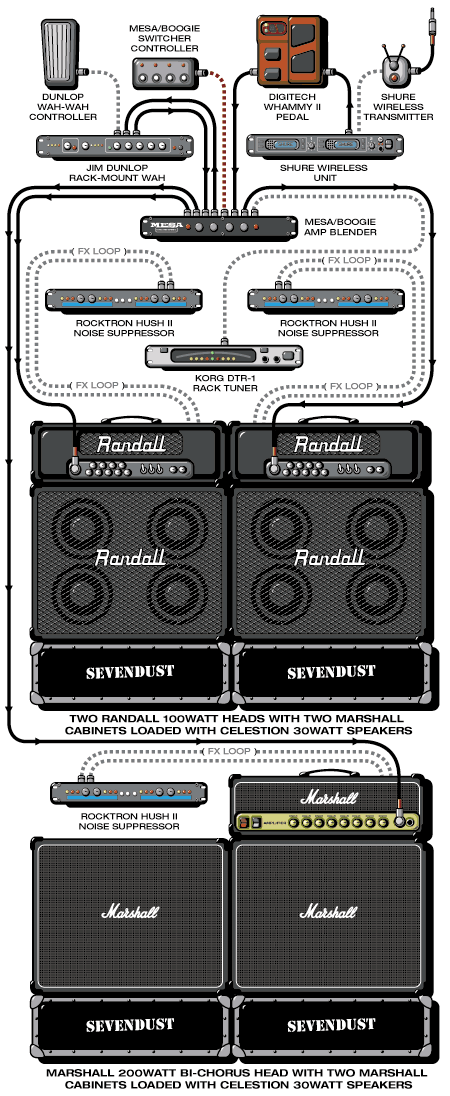 MESA/BOOGIE
SWITCHER
CONTROLLER
DUNLOP
WAH-WAH
CONTROLLER
DIGITECH
WHAMMY II
PEDAL
SHURE
WIRELESS
TRANSMITTER
JIM DUNLOP
RACK-MOUNT WAH
SHURE WIRELESS
UNIT
MESA
MESA/BOOGIE
AMP BLENDER
( FX LOOP )
( FX LOOP )
ROCKTRON HUSH II
NOISE SUPPRESSOR
ROCKTRON HUSH II
NOISE SUPPRESSOR
KORG DTR-1
RACK TUNER
( FX LOOP )
( FX LOOP )
Randall
Randall
Randall
Randall
SEVENDUST
SEVENDUST
TWO RANDALL 100WATT HEADS WITH TWO MARSHALL
CABINETS LOADED WITH CELESTION 30WATT SPEAKERS
( FX LOOP )
ROCKTRON HUSH II
NOISE SUPPRESSOR
Marshall
Marshall
Marshall
SEVENDUST
SEVENDUST
MARSHALL 200WATT BI-CHORUS HEAD WITH TWO MARSHALL
CABINETS LOADED WITH CELESTION 30WATT SPEAKERS